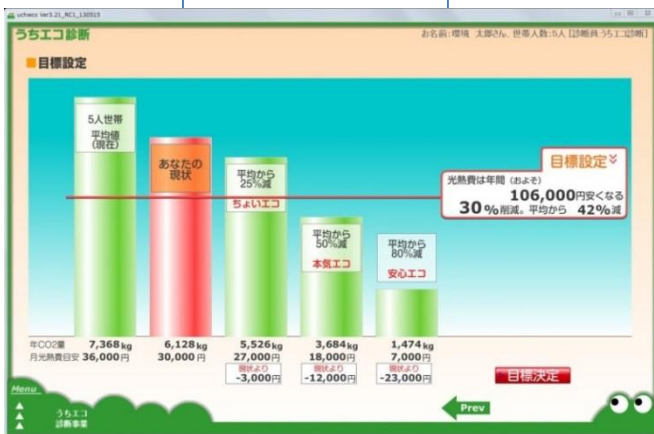 uchieco Ver3.21_RC1_130515
うちエコ診断
お名前:環境 太郎さん、世帯人数:5人 [診断員:うちエコ診断]
■目標設定
5人世帯
平均値
(現在)
あなたの
現状
平均から
25%減
ちょいエコ
平均から
50%減
本気エコ
平均から
80%減
安心エコ
目標設定
光熱費は年間 (およそ)
106,000円安くなる
30%削減。平均から 42%減
年CO2量 7,368kg 6,128kg 5,526kg 3,684kg 1,474kg
月光熱費目安 36,000円 30,000円 27,000円 18,000円 7,000円
現状より 現状より 現状より
-3,000円 -12,000円 -23,000円
目標決定
Menu
Prev
うちエコ
診断事業